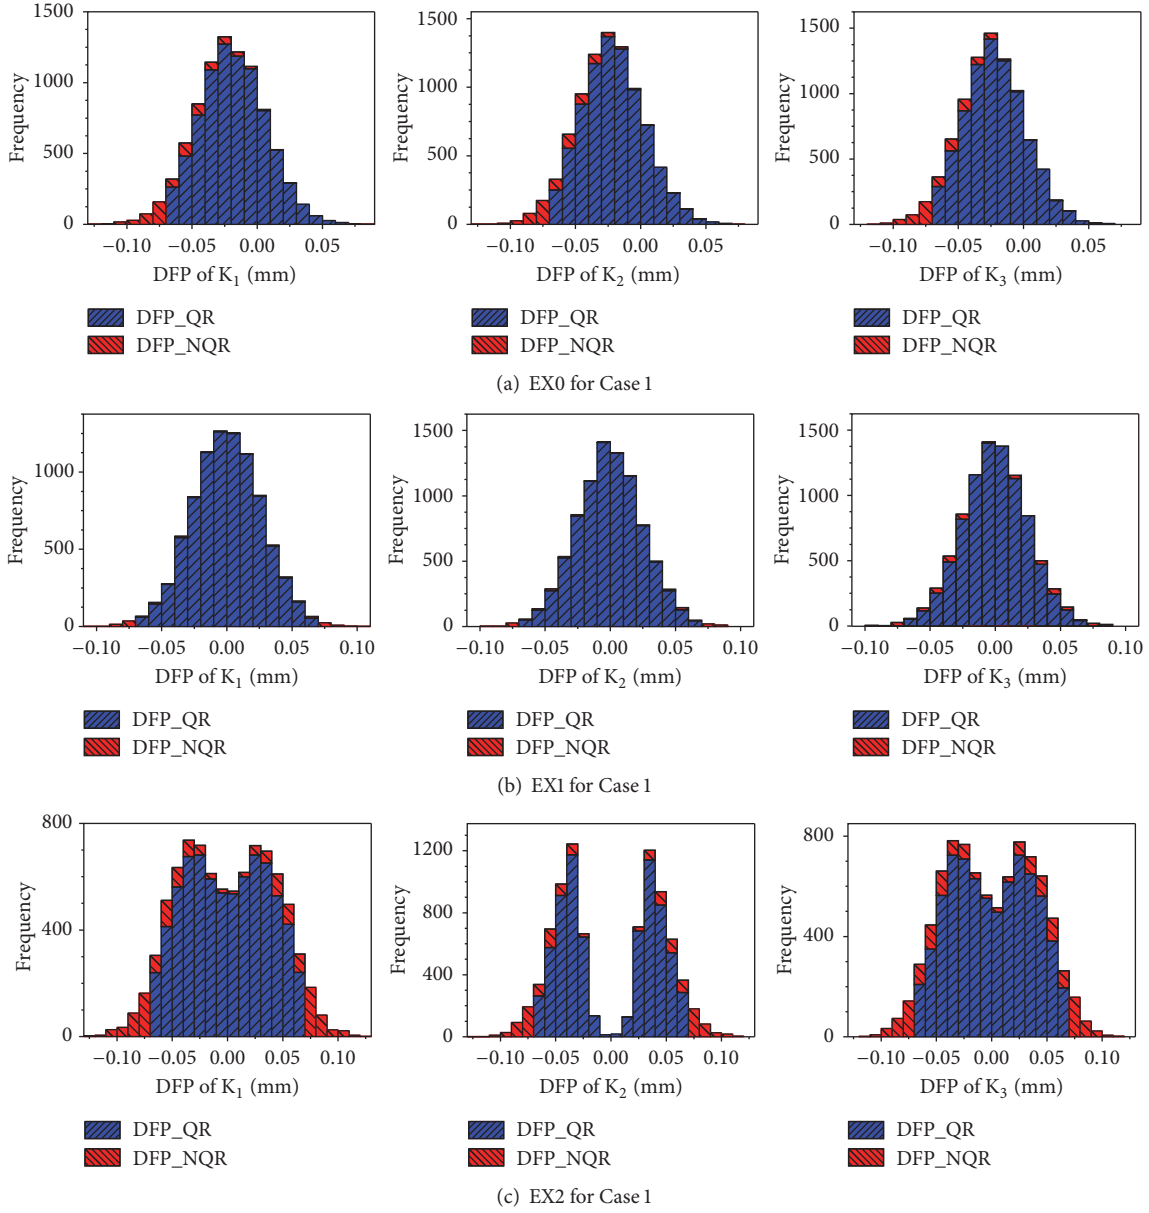 1500
1000
500
0
Frequency
−0.10 −0.05 0.00 0.05
DFP of K1 (mm)
DFP_QR
DFP_NQR
1500
1000
500
0
Frequency
−0.10 −0.05 0.00 0.05
DFP of K2 (mm)
DFP_QR
DFP_NQR
1500
1000
500
0
Frequency
−0.10 −0.05 0.00 0.05
DFP of K3 (mm)
DFP_QR
DFP_NQR
(a) EX0 for Case 1
1000
500
0
Frequency
−0.10 −0.05 0.00 0.05 0.10
DFP of K1 (mm)
DFP_QR
DFP_NQR
1500
1000
500
0
Frequency
−0.10 −0.05 0.00 0.05 0.10
DFP of K2 (mm)
DFP_QR
DFP_NQR
1500
1000
500
0
Frequency
−0.10 −0.05 0.00 0.05 0.10
DFP of K3 (mm)
DFP_QR
DFP_NQR
(b) EX1 for Case 1
800
400
0
Frequency
−0.10 −0.05 0.00 0.05 0.10
DFP of K1 (mm)
DFP_QR
DFP_NQR
1200
800
400
0
Frequency
−0.10 −0.05 0.00 0.05 0.10
DFP of K2 (mm)
DFP_QR
DFP_NQR
800
400
0
Frequency
−0.10 −0.05 0.00 0.05 0.10
DFP of K3 (mm)
DFP_QR
DFP_NQR
(c) EX2 for Case 1